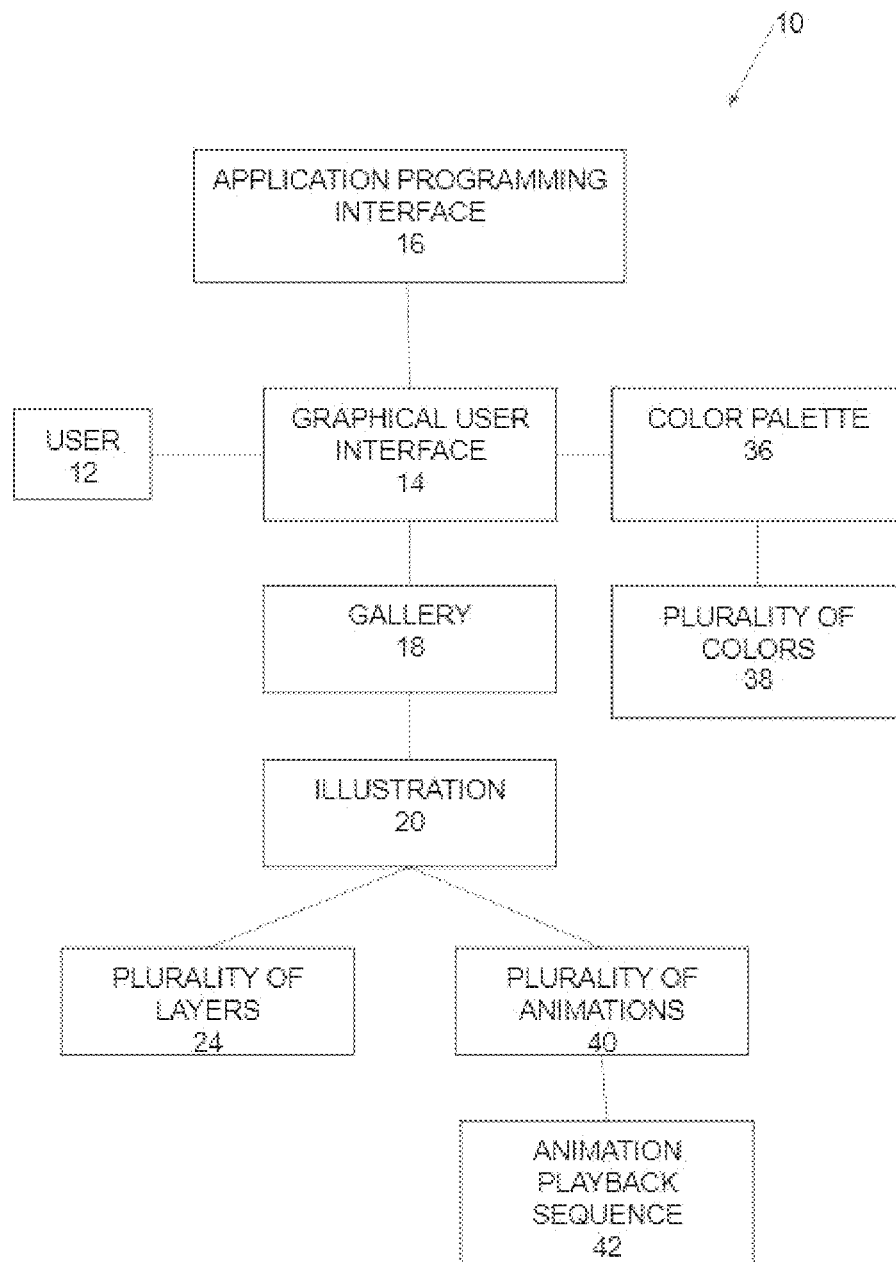 10
APPLICATION PROGRAMMING
INTERFACE
16
USER
12
GRAPHICAL USER
INTERFACE
14
COLOR PALETTE
36
GALLERY
18
PLURALITY OF
COLORS
38
ILLUSTRATION
20
PLURALITY OF
LAYERS
24
PLURALITY OF
ANIMATIONS
40
ANIMATION
PLAYBACK
SEQUENCE
42